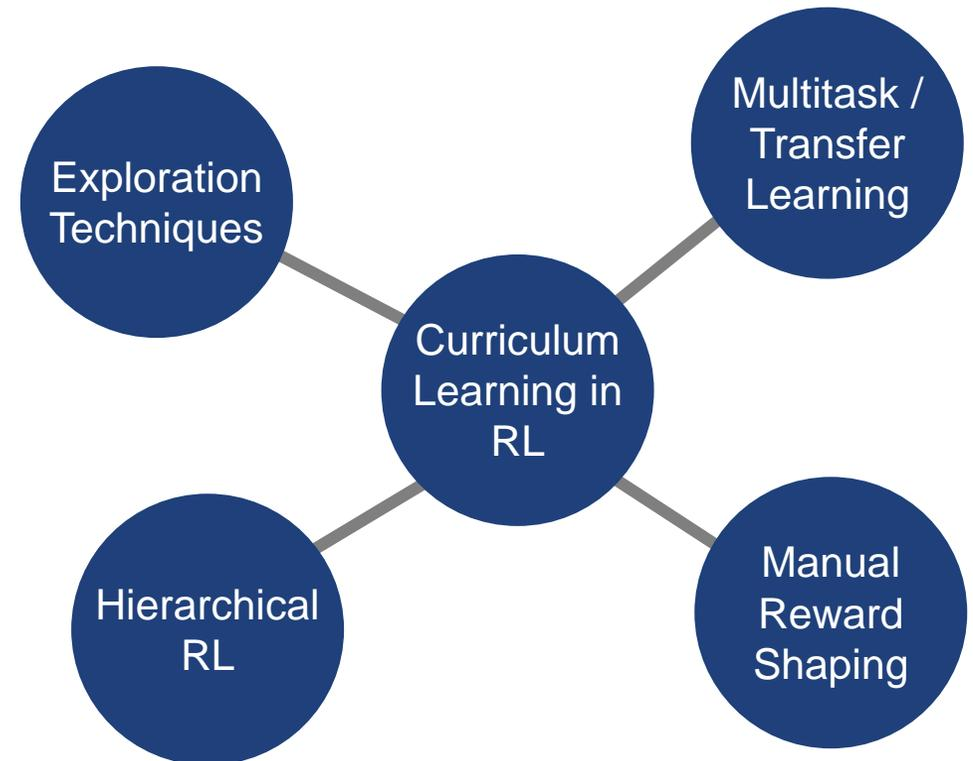 Exploration
Techniques
Multitask /
Transfer
Learning
Curriculum
Learning in
RL
Hierarchical
RL
Manual
Reward
Shaping